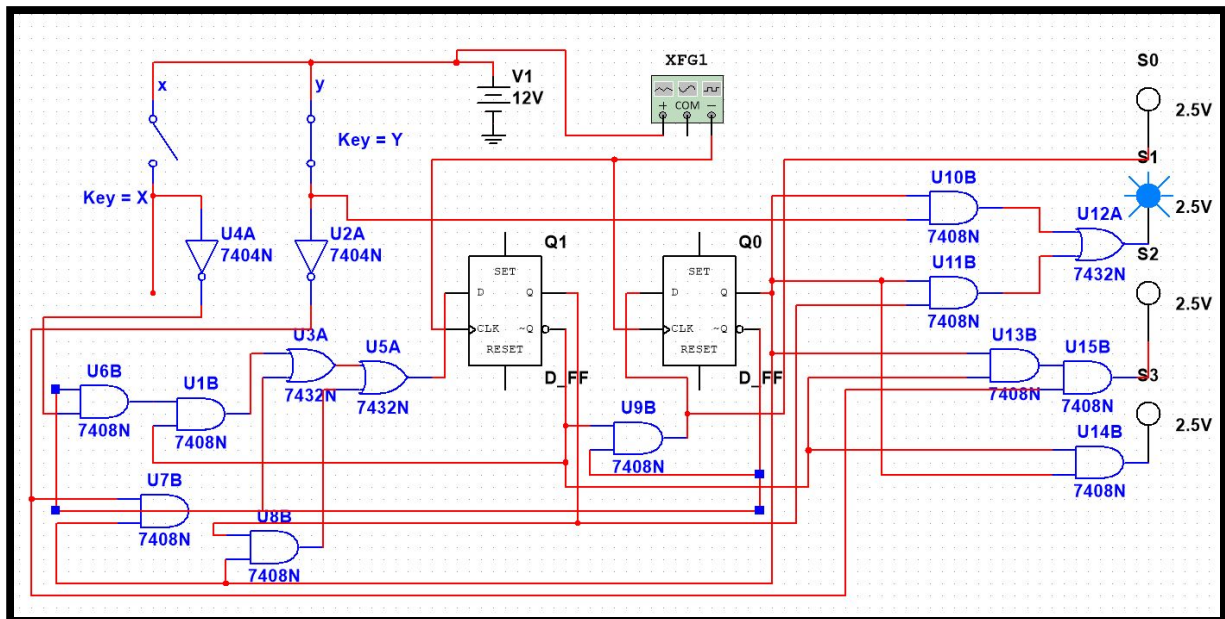 x
y
Key = Y
Key = X
V1
12V
XFG1
+ COM −
S0
2.5V
S1
2.5V
S2
2.5V
S3
2.5V
U4A
7404N
U2A
7404N
Q1
SET
D Q
CLK ~Q
RESET
D_FF
Q0
SET
D Q
CLK ~Q
RESET
D_FF
U10B
7408N
U11B
7408N
U12A
7432N
U13B
7408N
U15B
7408N
U14B
7408N
U3A
7432N
U5A
7432N
U6B
7408N
U1B
7408N
U9B
7408N
U7B
7408N
U8B
7408N